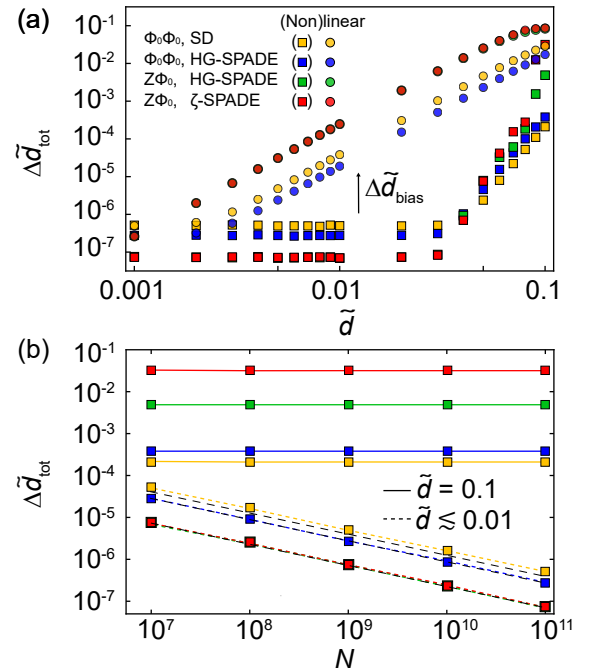 (a)
10⁻¹
10⁻²
10⁻³
10⁻⁴
10⁻⁵
10⁻⁶
10⁻⁷
Δd̃tot
(Non)linear
Φ₀Φ₀, SD
Φ₀Φ₀, HG-SPADE
ZΦ₀, HG-SPADE
ZΦ₀, ζ-SPADE
( )
( )
( )
( )
Δd̃bias
0.001
0.01
0.1
d̃
(b)
10⁻¹
10⁻²
10⁻³
10⁻⁴
10⁻⁵
10⁻⁶
10⁻⁷
Δd̃tot
d̃ = 0.1
d̃ ≲ 0.01
10⁷
10⁸
10⁹
10¹⁰
10¹¹
N